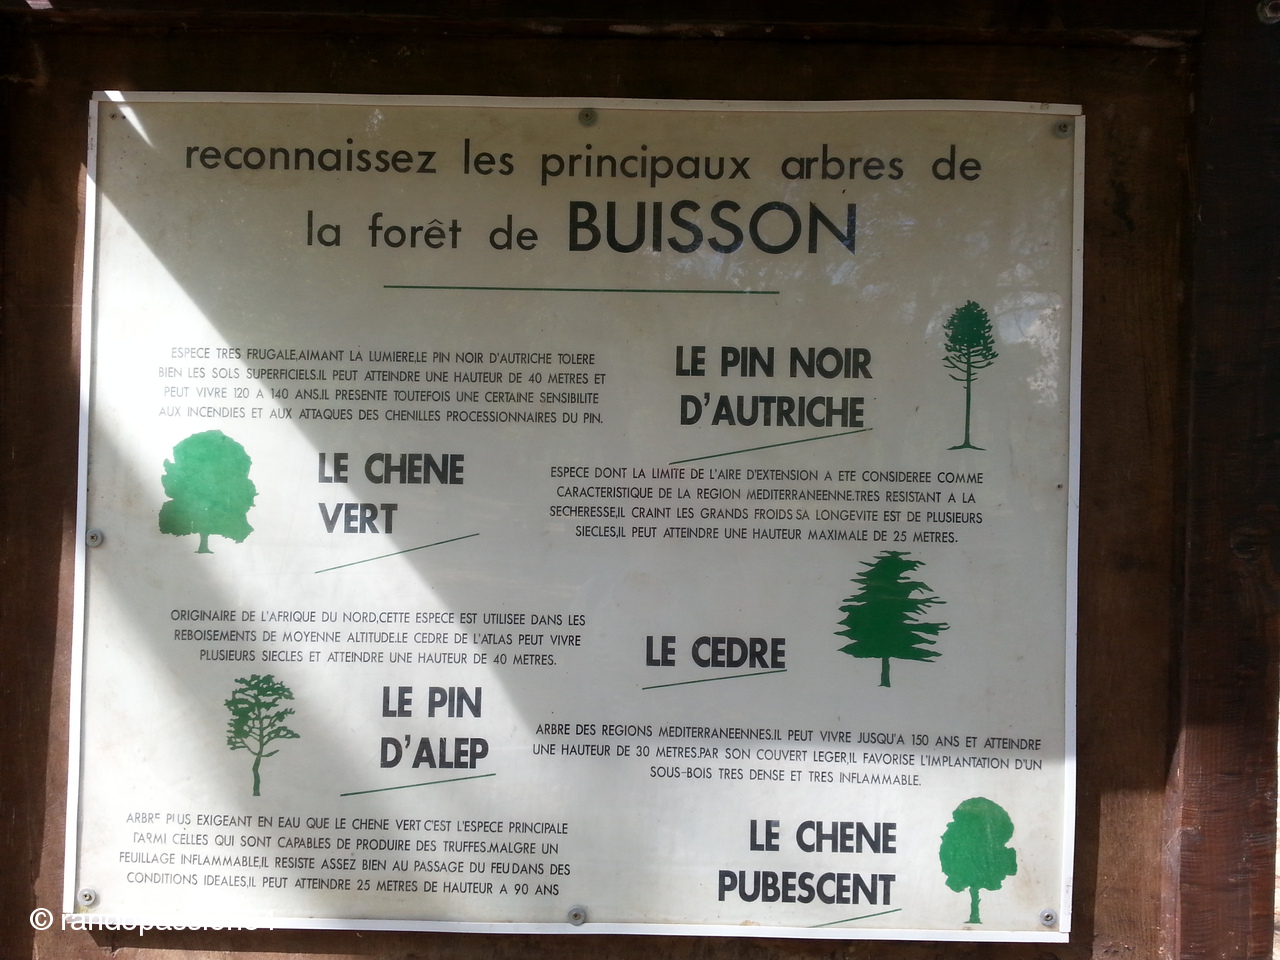 reconnaissez les principaux arbres de
la forêt de BUISSON
ESPECE TRES FRUGALE,AIMANT LA LUMIERE,LE PIN NOIR D'AUTRICHE TOLERE
BIEN LES SOLS SUPERFICIELS.IL PEUT ATTEINDRE UNE HAUTEUR DE 40 METRES ET
PEUT VIVRE 120 A 140 ANS.IL PRESENTE TOUTEFOIS UNE CERTAINE SENSIBILITE
AUX INCENDIES ET AUX ATTAQUES DES CHENILLES PROCESSIONNAIRES DU PIN.
LE PIN NOIR
D'AUTRICHE
LE CHENE
VERT
ESPECE DONT LA LIMITE DE L'AIRE D'EXTENSION A ETE CONSIDEREE COMME
CARACTERISTIQUE DE LA REGION MEDITERRANEENNE.TRES RESISTANT A LA
SECHERESSE,IL CRAINT LES GRANDS FROIDS SA LONGEVITE EST DE PLUSIEURS
SIECLES,IL PEUT ATTEINDRE UNE HAUTEUR MAXIMALE DE 25 METRES.
ORIGINAIRE DE L'AFRIQUE DU NORD,CETTE ESPECE EST UTILISEE DANS LES
REBOISEMENTS DE MOYENNE ALTITUDE.LE CEDRE DE L'ATLAS PEUT VIVRE
PLUSIEURS SIECLES ET ATTEINDRE UNE HAUTEUR DE 40 METRES.
LE CEDRE
LE PIN
D'ALEP
ARBRE DES REGIONS MEDITERRANEENNES.IL PEUT VIVRE JUSQU'A 150 ANS ET ATTEINDRE
UNE HAUTEUR DE 30 METRES.PAR SON COUVERT LEGER,IL FAVORISE L'IMPLANTATION D'UN
SOUS-BOIS TRES DENSE ET TRES INFLAMMABLE.
ARBRE PLUS EXIGEANT EN EAU QUE LE CHENE VERT C'EST L'ESPECE PRINCIPALE
PARMI CELLES QUI SONT CAPABLES DE PRODUIRE DES TRUFFES.MALGRE UN
FEUILLAGE INFLAMMABLE,IL RESISTE ASSEZ BIEN AU PASSAGE DU FEU DANS DES
CONDITIONS IDEALES,IL PEUT ATTEINDRE 25 METRES DE HAUTEUR A 90 ANS
LE CHENE
PUBESCENT
©